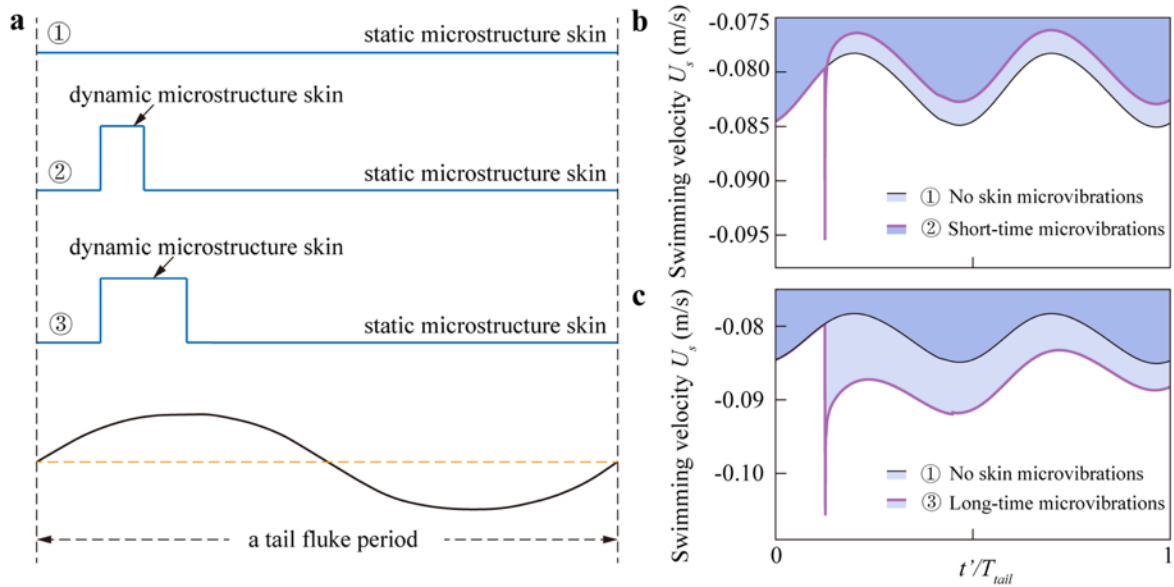 a
① static microstructure skin
dynamic microstructure skin
② static microstructure skin
dynamic microstructure skin
③ static microstructure skin
a tail fluke period
b
Swimming velocity U_s (m/s)
-0.075
-0.080
-0.085
-0.090
-0.095
① No skin microvibrations
② Short-time microvibrations
c
Swimming velocity U_s (m/s)
-0.08
-0.09
-0.10
① No skin microvibrations
③ Long-time microvibrations
0 1
t'/T_tail